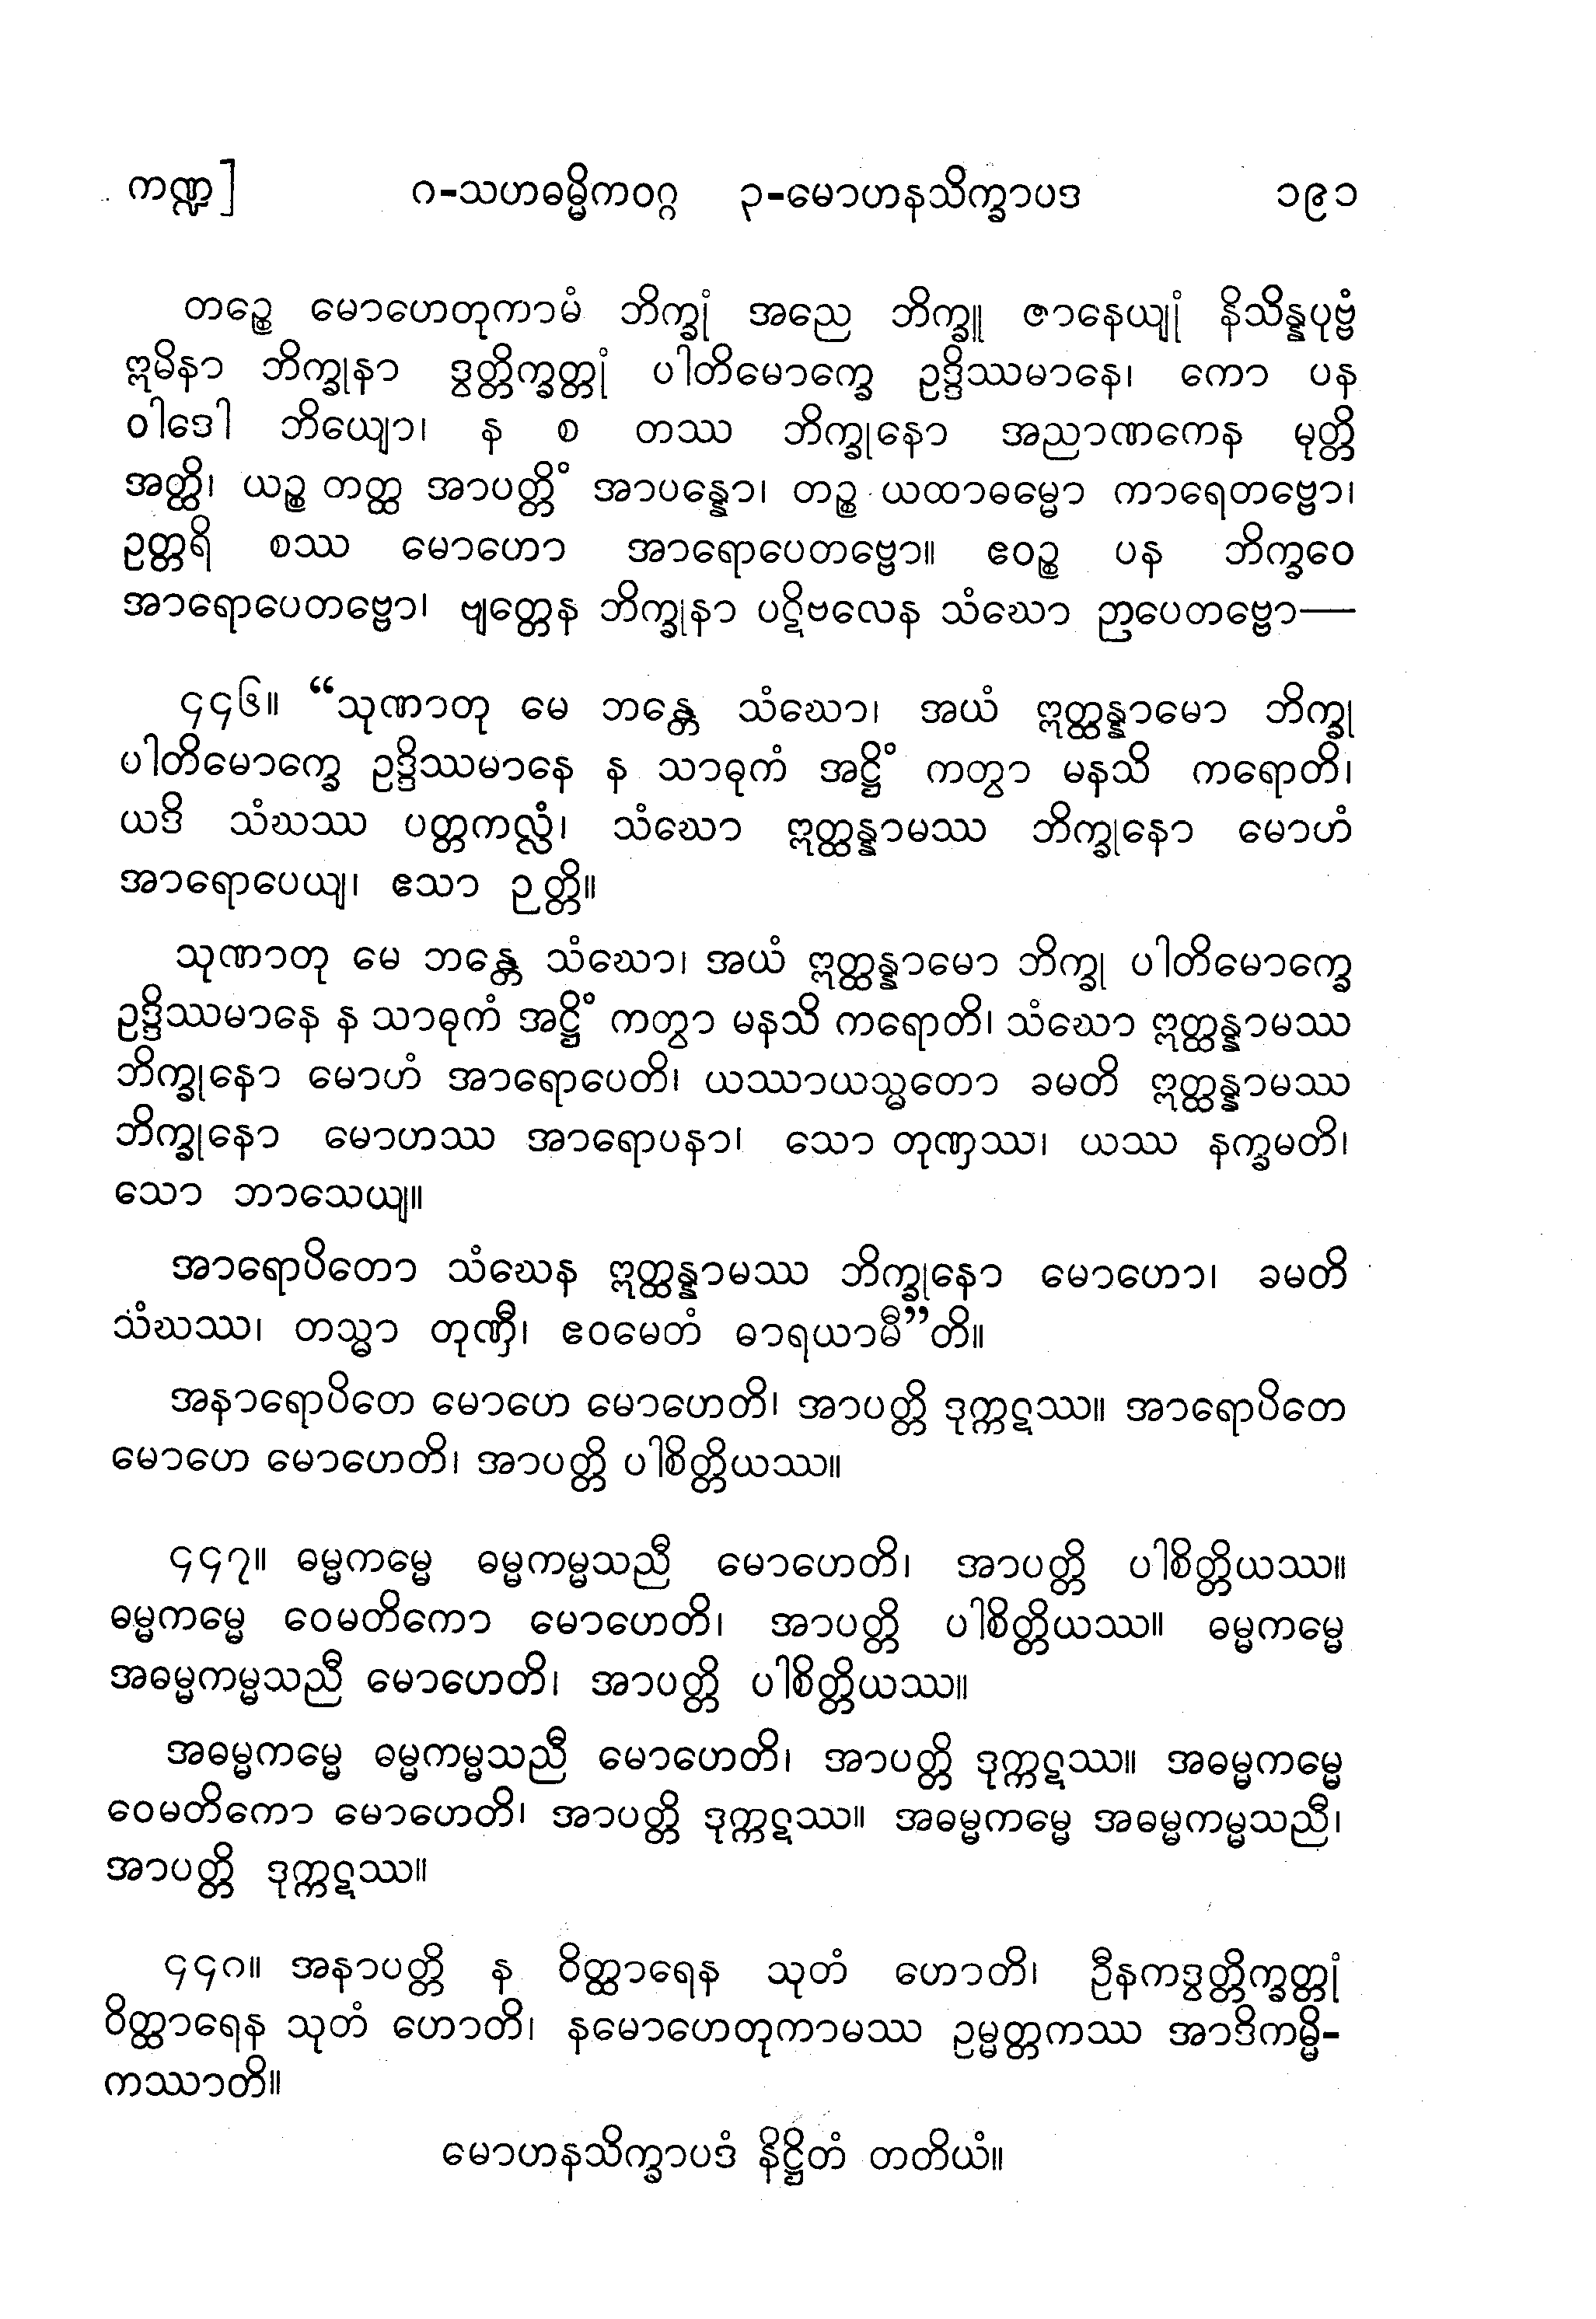 ကဏ္ဍ] ၈-သဟဓမ္မိကဝဂ္ဂ ၃-မောဟနသိက္ခာပဒ ၁၉၁
တဉ္စေ မောဟေတုကာမံ ဘိက္ခုံ အညေ ဘိက္ခူ ဇာနေယျုံ နိသိန္နပုဗ္ဗံ
ဣမိနာ ဘိက္ခုနာ ဒွတ္တိက္ခတ္တုံ ပါတိမောက္ခေ ဥဒ္ဒိဿမာနေ၊ ကော ပန
ဝါဒေါ ဘိယျော၊ န စ တဿ ဘိက္ခုနော အညာဏကေန မုတ္တိ
အတ္ထိ၊ ယဉ္စ တတ္ထ အာပတ္တိံ အာပန္နော၊ တဉ္စ ယထာဓမ္မော ကာရေတဗ္ဗော၊
ဥတ္တရိ စဿ မောဟော အာရောပေတဗ္ဗော။ ဧဝဉ္စ ပန ဘိက္ခဝေ
အာရောပေတဗ္ဗော၊ ဗျတ္တေန ဘိက္ခုနာ ပဋိဗလေန သံဃော ဉာပေတဗ္ဗော—
၄၄၆။ “သုဏာတု မေ ဘန္တေ သံဃော၊ အယံ ဣတ္ထန္နာမော ဘိက္ခု
ပါတိမောက္ခေ ဥဒ္ဒိဿမာနေ န သာဓုကံ အဋ္ဌိံ ကတွာ မနသိ ကရောတိ၊
ယဒိ သံဃဿ ပတ္တကလ္လံ၊ သံဃော ဣတ္ထန္နာမဿ ဘိက္ခုနော မောဟံ
အာရောပေယျ၊ ဧသာ ဉတ္တိ။
သုဏာတု မေ ဘန္တေ သံဃော၊ အယံ ဣတ္ထန္နာမော ဘိက္ခု ပါတိမောက္ခေ
ဥဒ္ဒိဿမာနေ န သာဓုကံ အဋ္ဌိံ ကတွာ မနသိ ကရောတိ၊ သံဃော ဣတ္ထန္နာမဿ
ဘိက္ခုနော မောဟံ အာရောပေတိ၊ ယဿာယသ္မတော ခမတိ ဣတ္ထန္နာမဿ
ဘိက္ခုနော မောဟဿ အာရောပနာ၊ သော တုဏှဿ၊ ယဿ နက္ခမတိ၊
သော ဘာသေယျ။
အာရောပိတော သံဃေန ဣတ္ထန္နာမဿ ဘိက္ခုနော မောဟော၊ ခမတိ
သံဃဿ၊ တသ္မာ တုဏှီ၊ ဧဝမေတံ ဓာရယာမီ”တိ။
အနာရောပိတေ မောဟေ မောဟေတိ၊ အာပတ္တိ ဒုက္ကဋဿ။ အာရောပိတေ
မောဟေ မောဟေတိ၊ အာပတ္တိ ပါစိတ္တိယဿ။
၄၄၇။ ဓမ္မကမ္မေ ဓမ္မကမ္မသညီ မောဟေတိ၊ အာပတ္တိ ပါစိတ္တိယဿ။
ဓမ္မကမ္မေ ဝေမတိကော မောဟေတိ၊ အာပတ္တိ ပါစိတ္တိယဿ။ ဓမ္မကမ္မေ
အဓမ္မကမ္မသညီ မောဟေတိ၊ အာပတ္တိ ပါစိတ္တိယဿ။
အဓမ္မကမ္မေ ဓမ္မကမ္မသညီ မောဟေတိ၊ အာပတ္တိ ဒုက္ကဋဿ။ အဓမ္မကမ္မေ
ဝေမတိကော မောဟေတိ၊ အာပတ္တိ ဒုက္ကဋဿ။ အဓမ္မကမ္မေ အဓမ္မကမ္မသညီ၊
အာပတ္တိ ဒုက္ကဋဿ။
၄၄၈။ အနာပတ္တိ န ဝိတ္ထာရေန သုတံ ဟောတိ၊ ဦနကဒွတ္တိက္ခတ္တုံ
ဝိတ္ထာရေန သုတံ ဟောတိ၊ နမောဟေတုကာမဿ ဥမ္မတ္တကဿ အာဒိကမ္မိ-
ကဿာတိ။
မောဟနသိက္ခာပဒံ နိဋ္ဌိတံ တတိယံ။